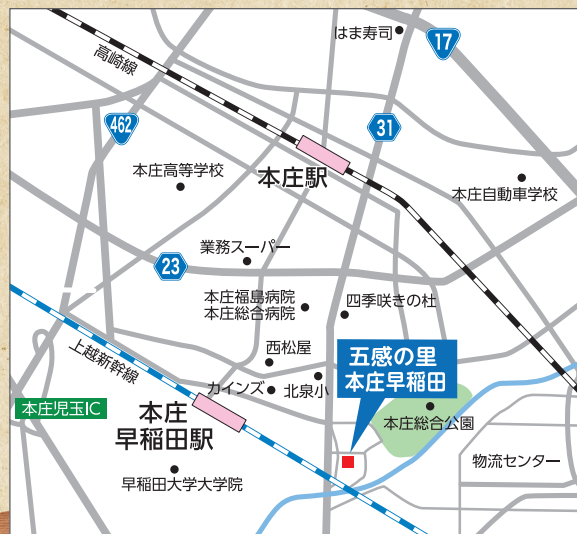 はま寿司
17
高崎線
462
31
本庄高等学校
本庄駅
本庄自動車学校
業務スーパー
23
本庄福島病院
本庄総合病院
四季咲きの杜
上越新幹線
西松屋
五感の里
本庄早稲田
カインズ
北泉小
本庄児玉IC
本庄
早稲田駅
本庄総合公園
物流センター
早稲田大学大学院